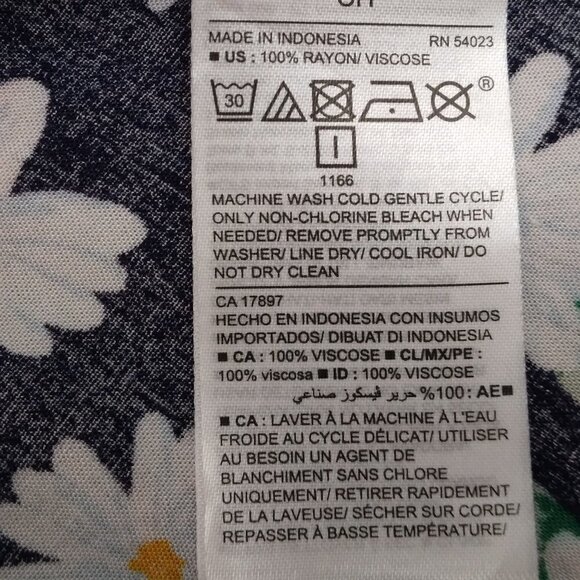 MADE IN INDONESIA RN 54023
■ US : 100% RAYON/ VISCOSE
30
®
1166
MACHINE WASH COLD GENTLE CYCLE/
ONLY NON-CHLORINE BLEACH WHEN
NEEDED/ REMOVE PROMPTLY FROM
WASHER/ LINE DRY/ COOL IRON/ DO
NOT DRY CLEAN
CA 17897
HECHO EN INDONESIA CON INSUMOS
IMPORTADOS/ DIBUAT DI INDONESIA
■ CA : 100% VISCOSE ■ CL/MX/PE :
100% viscosa ■ ID : 100% VISCOSE
■ AE : 100% حرير ڤيسكوز صناعي
■ CA : LAVER À LA MACHINE À L'EAU
FROIDE AU CYCLE DÉLICAT/ UTILISER
AU BESOIN UN AGENT DE
BLANCHIMENT SANS CHLORE
UNIQUEMENT/ RETIRER RAPIDEMENT
DE LA LAVEUSE/ SÉCHER SUR CORDE/
REPASSER À BASSE TEMPÉRATURE/